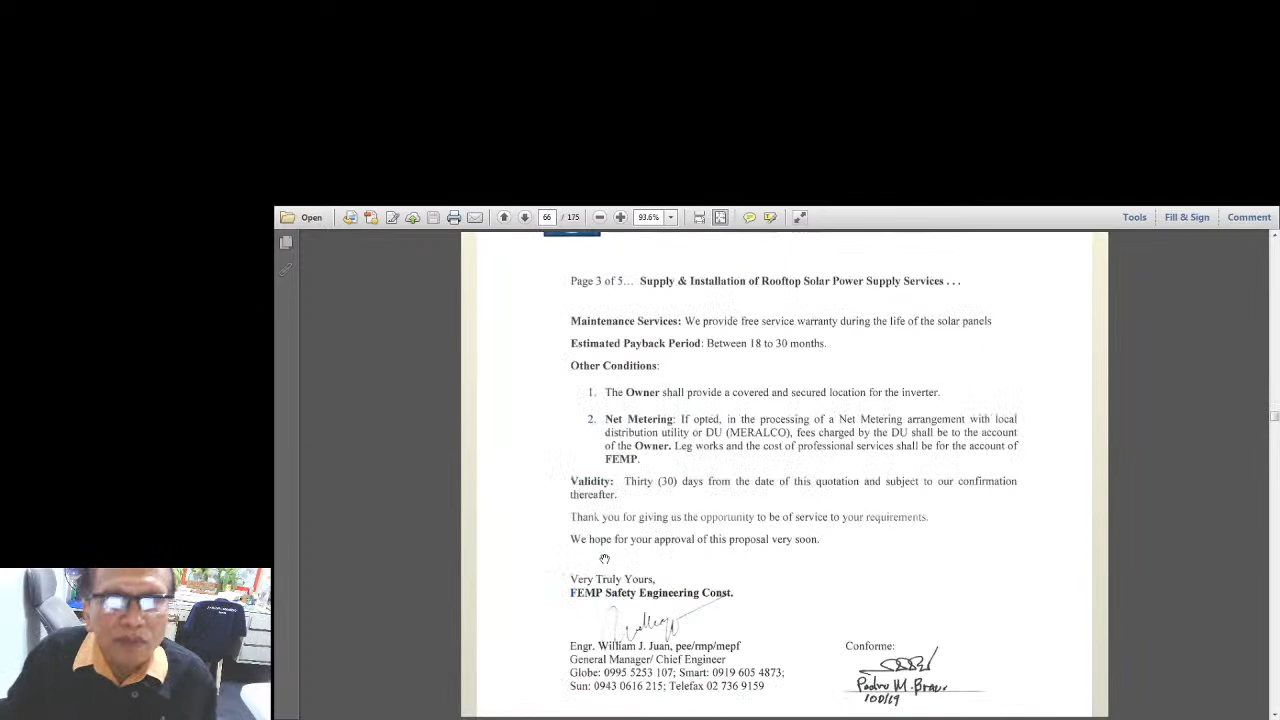 Open
66 / 175
93.6%
Tools
Fill & Sign
Comment
Page 3 of 5... Supply & Installation of Rooftop Solar Power Supply Services . . .
Maintenance Services: We provide free service warranty during the life of the solar panels
Estimated Payback Period: Between 18 to 30 months.
Other Conditions:
1. The Owner shall provide a covered and secured location for the inverter.
2. Net Metering: If opted, in the processing of a Net Metering arrangement with local
distribution utility or DU (MERALCO), fees charged by the DU shall be to the account
of the Owner. Leg works and the cost of professional services shall be for the account of
FEMP.
Validity: Thirty (30) days from the date of this quotation and subject to our confirmation
thereafter.
Thank you for giving us the opportunity to be of service to your requirements.
We hope for your approval of this proposal very soon.
Very Truly Yours,
FEMP Safety Engineering Const.
Engr. William J. Juan, pee/rmp/mepf
General Manager/ Chief Engineer
Globe: 0995 5253 107; Smart: 0919 605 4873;
Sun: 0943 0616 215; Telefax 02 736 9159
Conforme:
M.